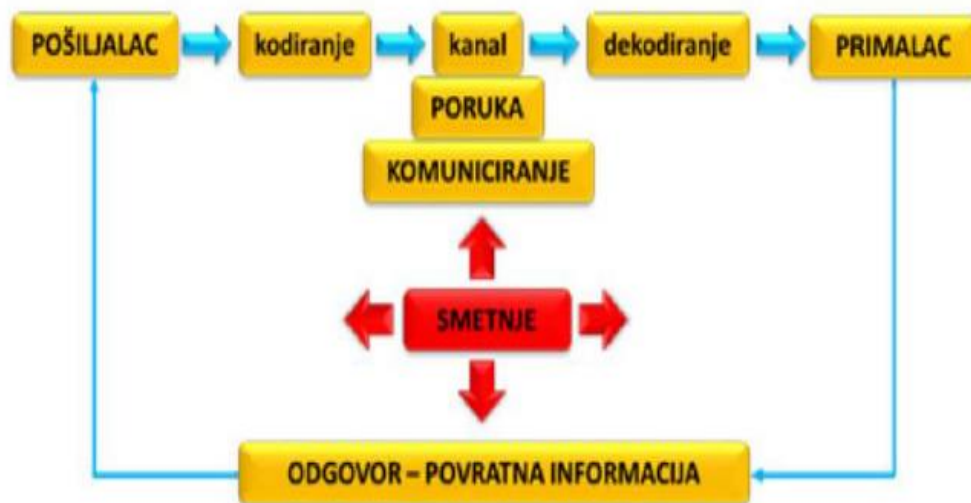 POŠILJALAC kodiranje kanal dekodiranje PRIMALAC
PORUKA
KOMUNICIRANJE
SMETNJE
ODGOVOR – POVRATNA INFORMACIJA